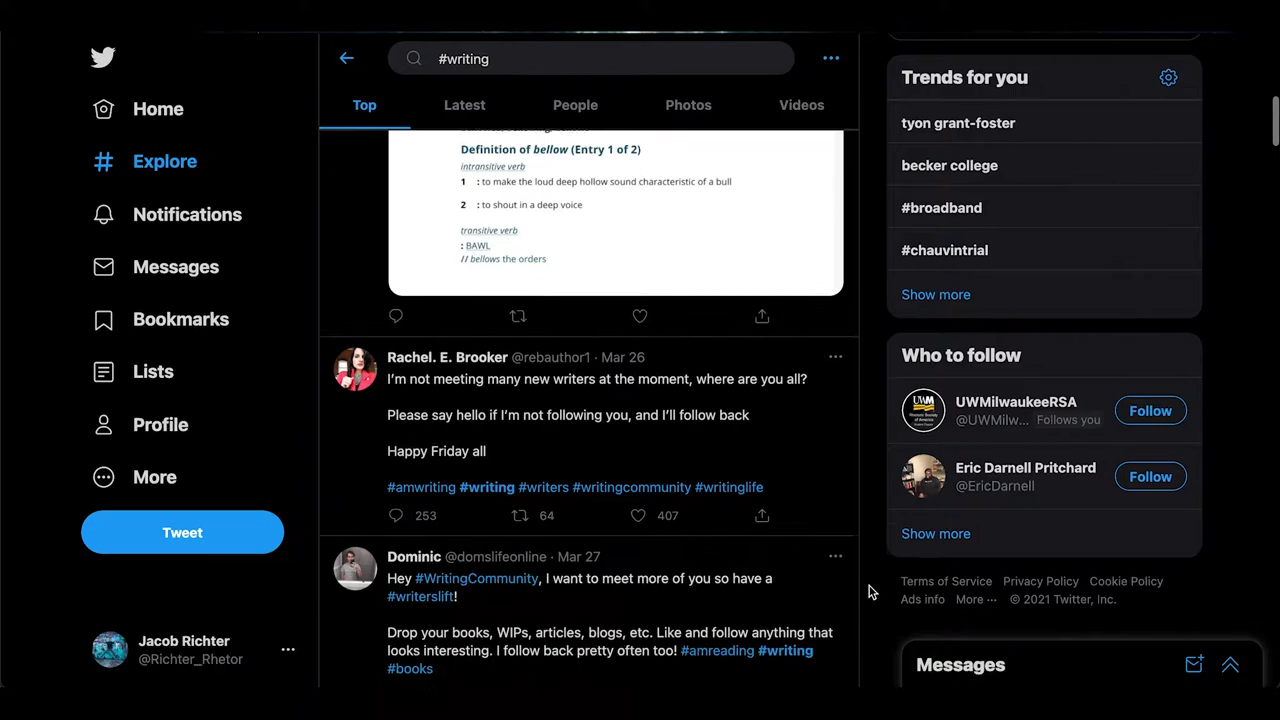 Home
Explore
Notifications
Messages
Bookmarks
Lists
Profile
More
Tweet
Jacob Richter
@Richter_Rhetor
#writing
Top Latest People Photos Videos
Definition of bellow (Entry 1 of 2)
intransitive verb
1 : to make the loud deep hollow sound characteristic of a bull
2 : to shout in a deep voice
transitive verb
: BAWL
// bellows the orders
Rachel. E. Brooker @rebauthor1 · Mar 26
I'm not meeting many new writers at the moment, where are you all?
Please say hello if I'm not following you, and I'll follow back
Happy Friday all
#amwriting #writing #writers #writingcommunity #writinglife
253 64 407
Dominic @domslifeonline · Mar 27
Hey #WritingCommunity, I want to meet more of you so have a
#writerslift!
Drop your books, WIPs, articles, blogs, etc. Like and follow anything that
looks interesting. I follow back pretty often too! #amreading #writing
#books
Trends for you
tyon grant-foster
becker college
#broadband
#chauvintrial
Show more
Who to follow
UWM
UWMilwaukeeRSA
@UWMilw... Follows you
Follow
Eric Darnell Pritchard
@EricDarnell
Follow
Show more
Terms of Service Privacy Policy Cookie Policy
Ads info More ··· © 2021 Twitter, Inc.
Messages